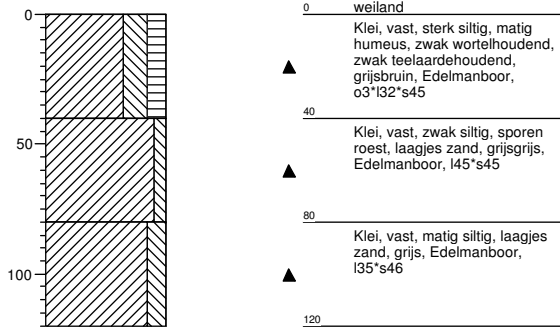 0
50
100
0
weiland
Klei, vast, sterk siltig, matig
humeus, zwak wortelhoudend,
zwak teelaardehoudend,
grijsbruin, Edelmanboor,
o3*l32*s45
40
Klei, vast, zwak siltig, sporen
roest, laagjes zand, grijsgrijs,
Edelmanboor, l45*s45
80
Klei, vast, matig siltig, laagjes
zand, grijs, Edelmanboor,
l35*s46
120